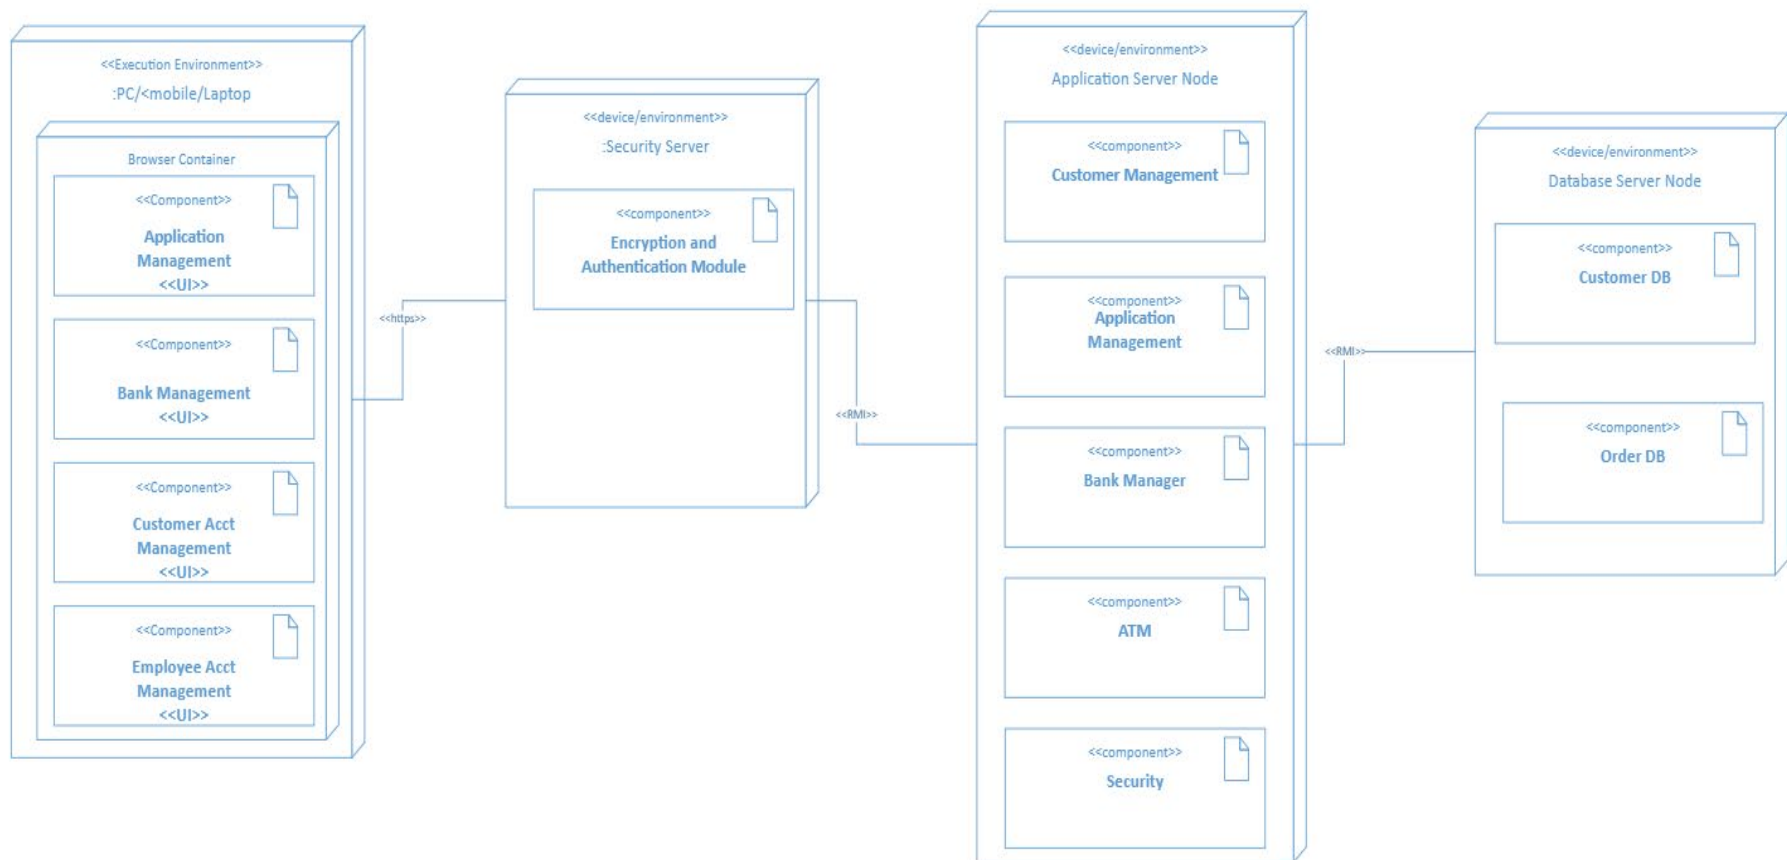 <<Execution Environment>>
:PC/<mobile/Laptop
Browser Container
<<Component>>
Application
Management
<<UI>>
<<Component>>
Bank Management
<<UI>>
<<Component>>
Customer Acct
Management
<<UI>>
<<Component>>
Employee Acct
Management
<<UI>>
<<https>>
<<device/environment>>
:Security Server
<<component>>
Encryption and
Authentication Module
<<RMI>>
<<device/environment>>
Application Server Node
<<component>>
Customer Management
<<component>>
Application
Management
<<component>>
Bank Manager
<<component>>
ATM
<<component>>
Security
<<RMI>>
<<device/environment>>
Database Server Node
<<component>>
Customer DB
<<component>>
Order DB